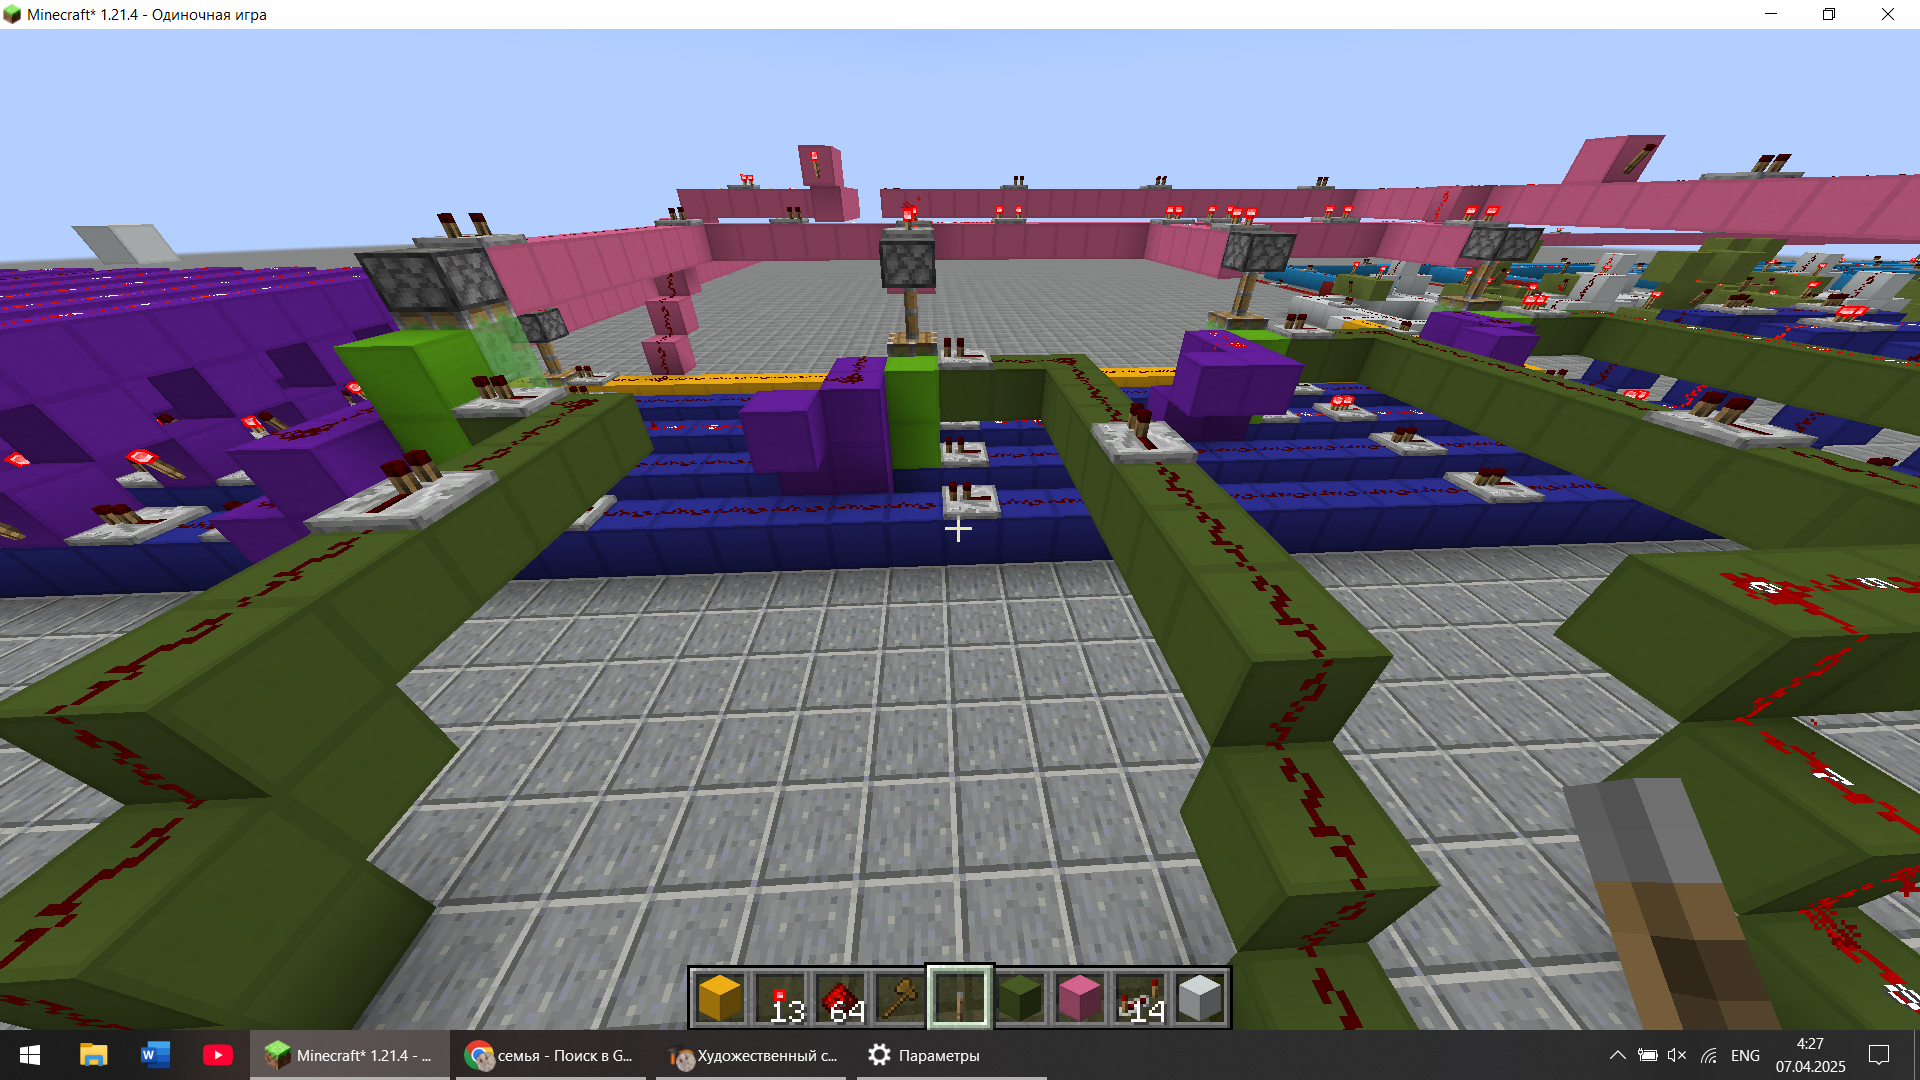 Minecraft* 1.21.4 - Одиночная игра
13
64
14
Minecraft* 1.21.4 - ...
семья - Поиск в G...
Художественный с...
Параметры
ENG
4:27
07.04.2025